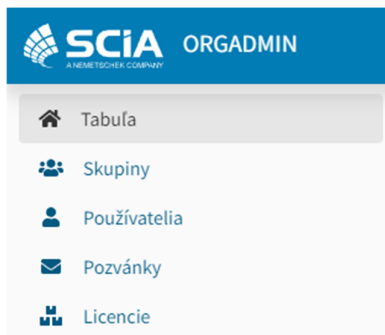 SCIA ORGADMIN
A NEMETSCHEK COMPANY
Tabuľa
Skupiny
Používatelia
Pozvánky
Licencie